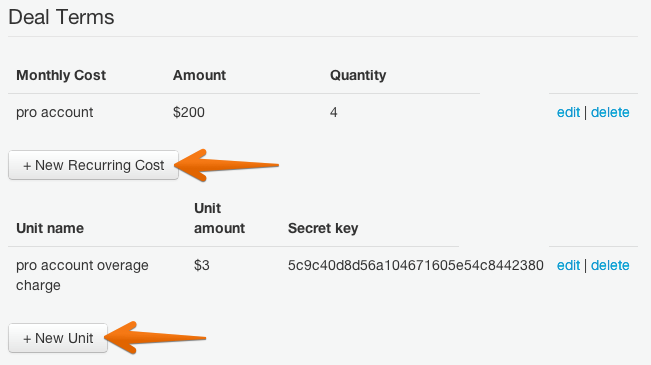 Deal Terms
Monthly Cost Amount Quantity
pro account $200 4 edit | delete
+ New Recurring Cost
Unit name Unit amount Secret key
pro account overage charge $3 5c9c40d8d56a104671605e54c8442380 edit | delete
+ New Unit